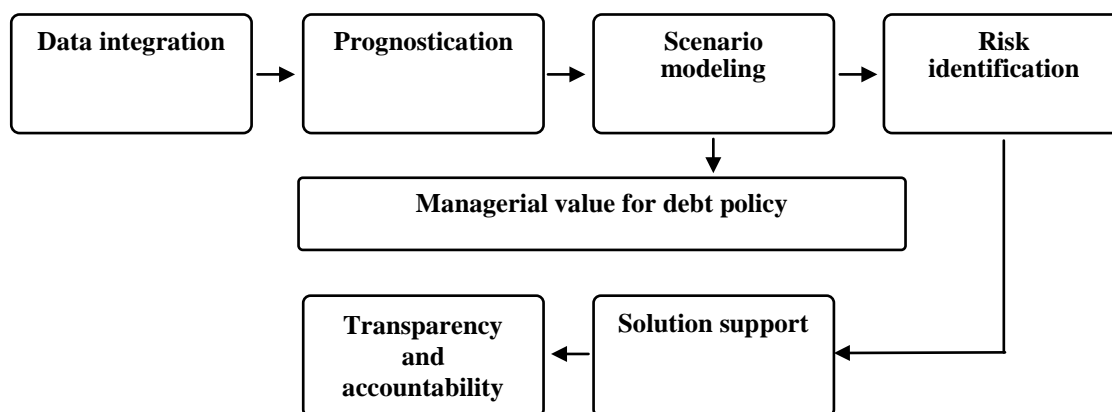 Data integration
Prognostication
Scenario
modeling
Risk
identification
Managerial value for debt policy
Transparency
and
accountability
Solution support